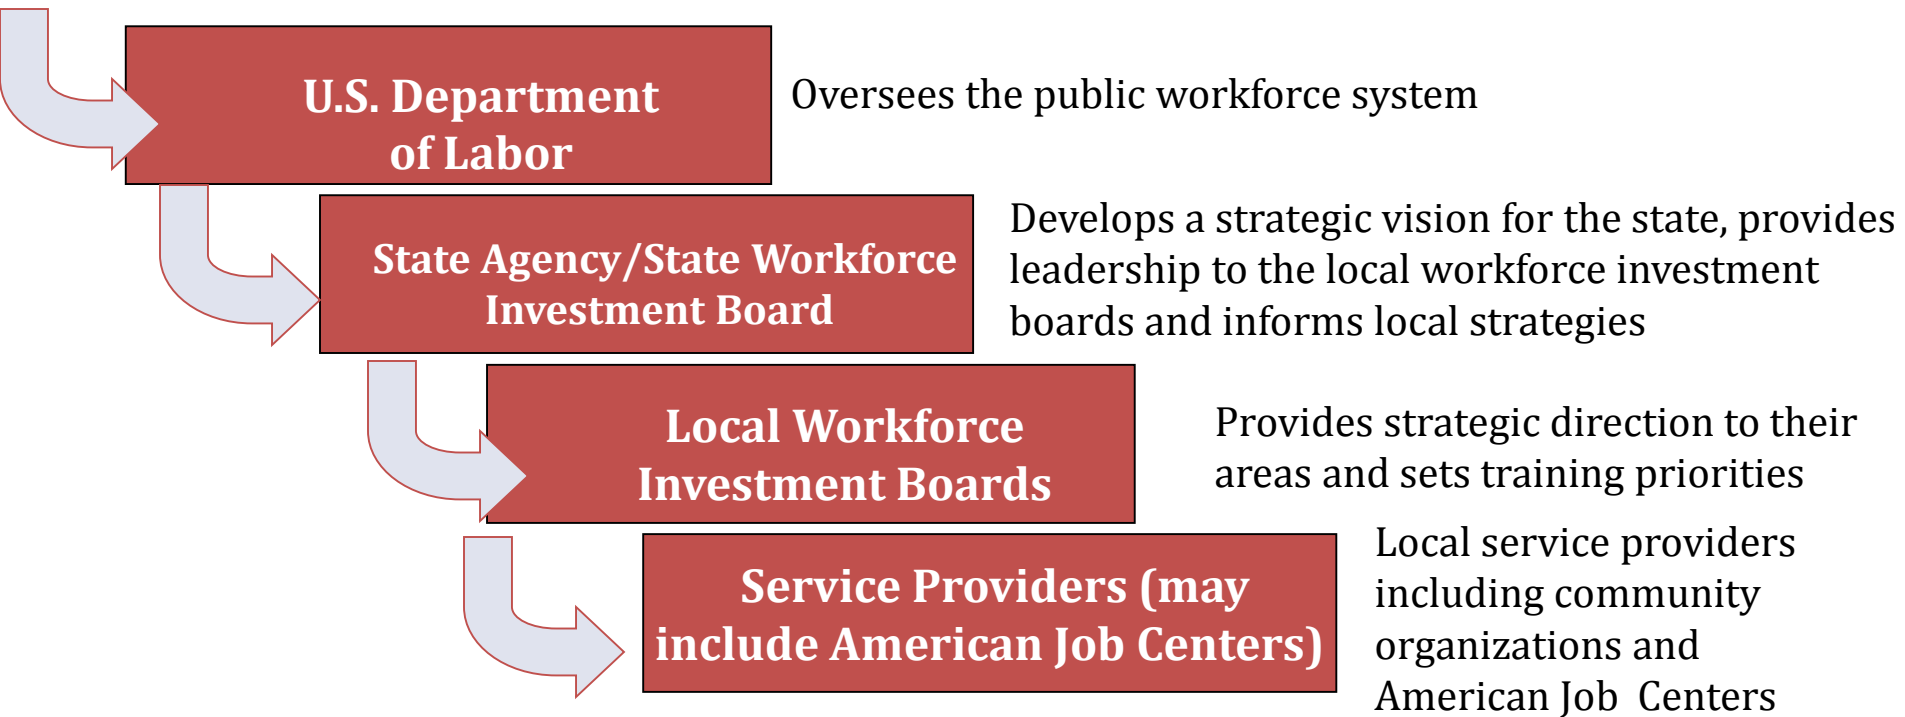 U.S. Department
of Labor
Oversees the public workforce system
State Agency/State Workforce
Investment Board
Develops a strategic vision for the state, provides
leadership to the local workforce investment
boards and informs local strategies
Local Workforce
Investment Boards
Provides strategic direction to their
areas and sets training priorities
Service Providers (may
include American Job Centers)
Local service providers
including community
organizations and
American Job  Centers